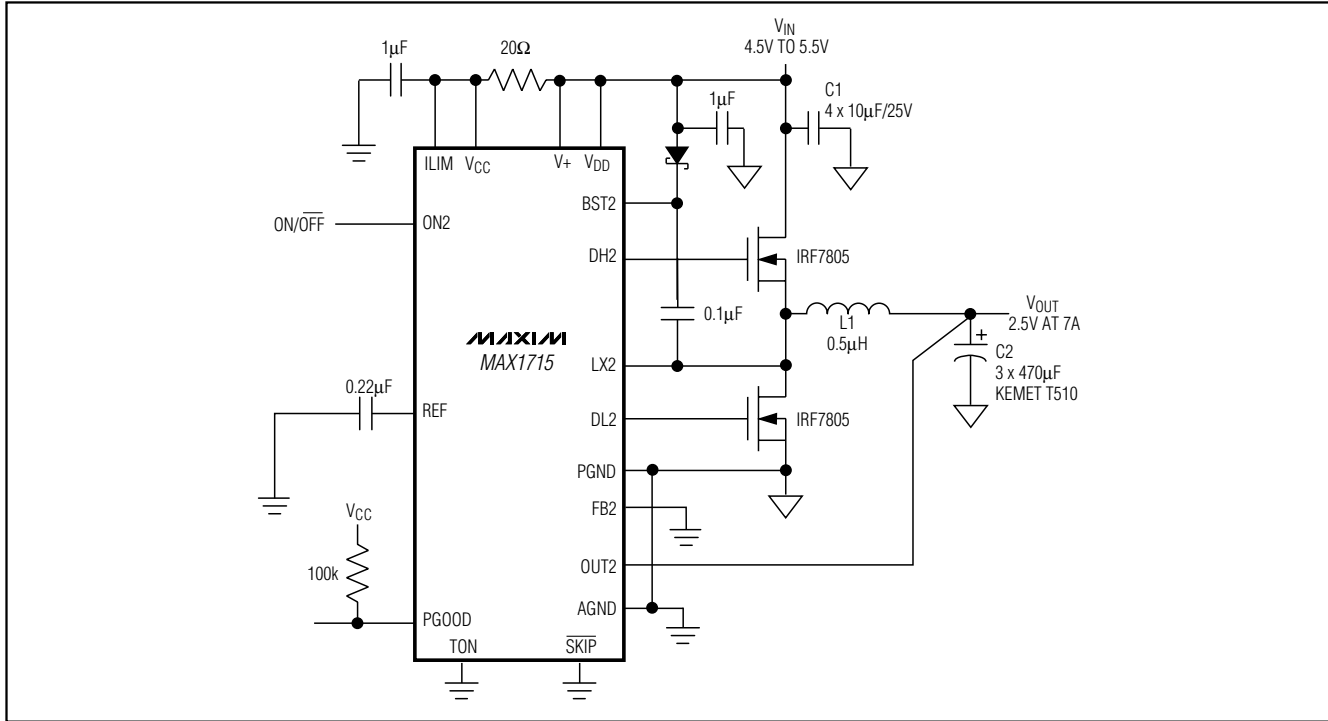 V_IN
4.5V TO 5.5V
1μF
20Ω
1μF
C1
4 x 10μF/25V
ILIM
V_CC
V+
V_DD
BST2
ON/O̅F̅F̅
ON2
DH2
IRF7805
0.1μF
L1
0.5μH
V_OUT
2.5V AT 7A
+
C2
3 x 470μF
KEMET T510
MAXIM
MAX1715
LX2
0.22μF
REF
DL2
IRF7805
PGND
FB2
V_CC
100k
OUT2
AGND
PGOOD
TON
S̅K̅I̅P̅